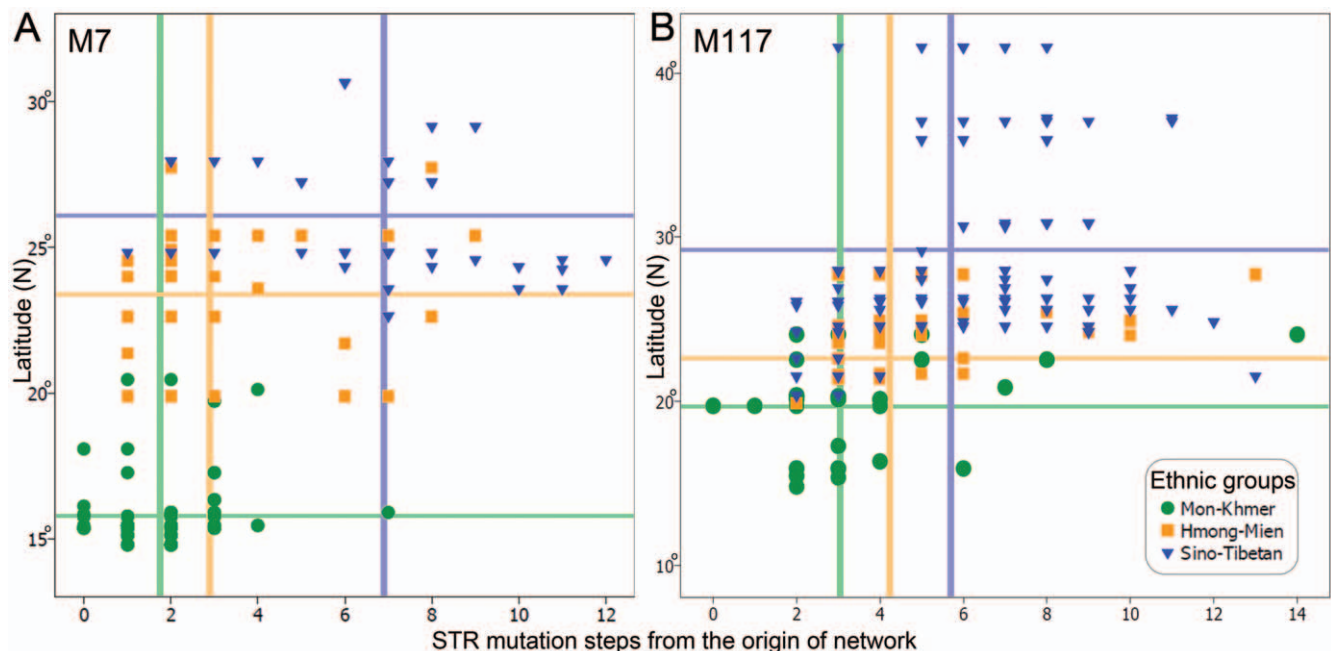 A
M7
B
M117
Latitude (N)
30°
25°
20°
15°
0 2 4 6 8 10 12
Latitude (N)
40°
30°
20°
10°
0 2 4 6 8 10 12 14
Ethnic groups
Mon-Khmer
Hmong-Mien
Sino-Tibetan
STR mutation steps from the origin of network